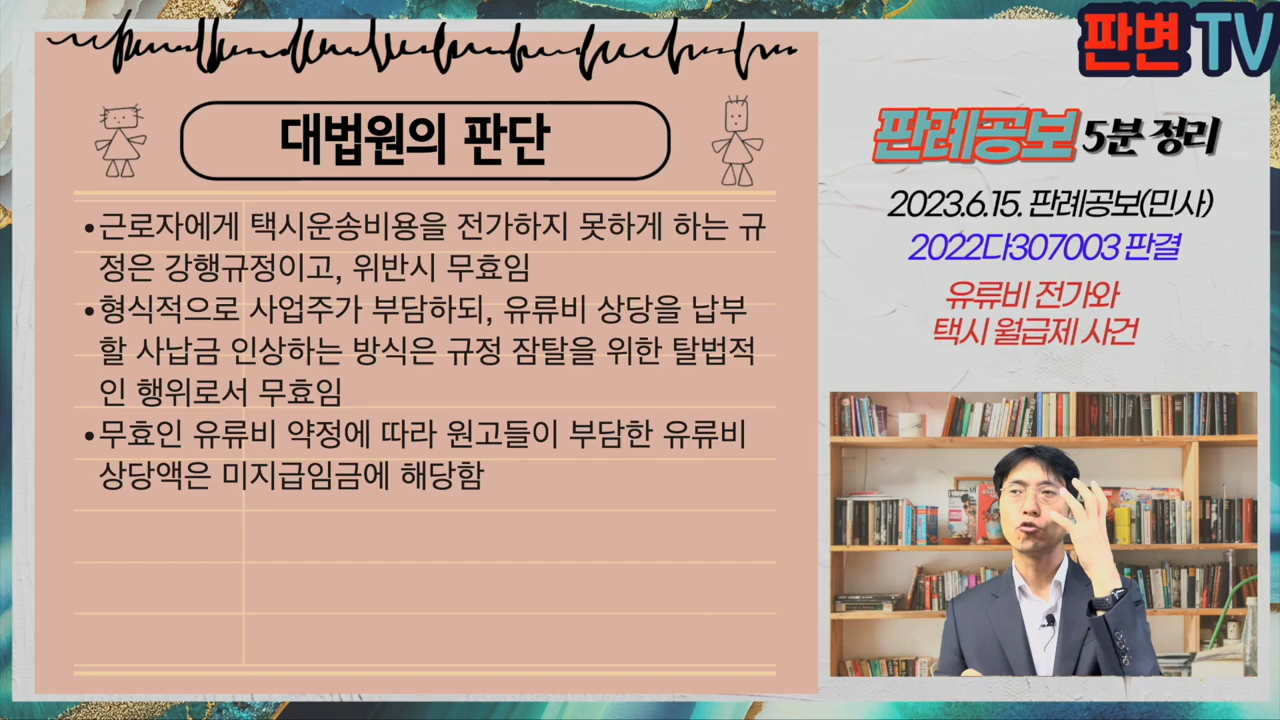 판변 TV
대법원의 판단
•근로자에게 택시운송비용을 전가하지 못하게 하는 규
정은 강행규정이고, 위반시 무효임
•형식적으로 사업주가 부담하되, 유류비 상당을 납부
할 사납금 인상하는 방식은 규정 잠탈을 위한 탈법적
인 행위로서 무효임
•무효인 유류비 약정에 따라 원고들이 부담한 유류비
상당액은 미지급임금에 해당함
판례공보 5분 정리
2023.6.15. 판례공보(민사)
2022다307003 판결
유류비 전가와
택시 월급제 사건